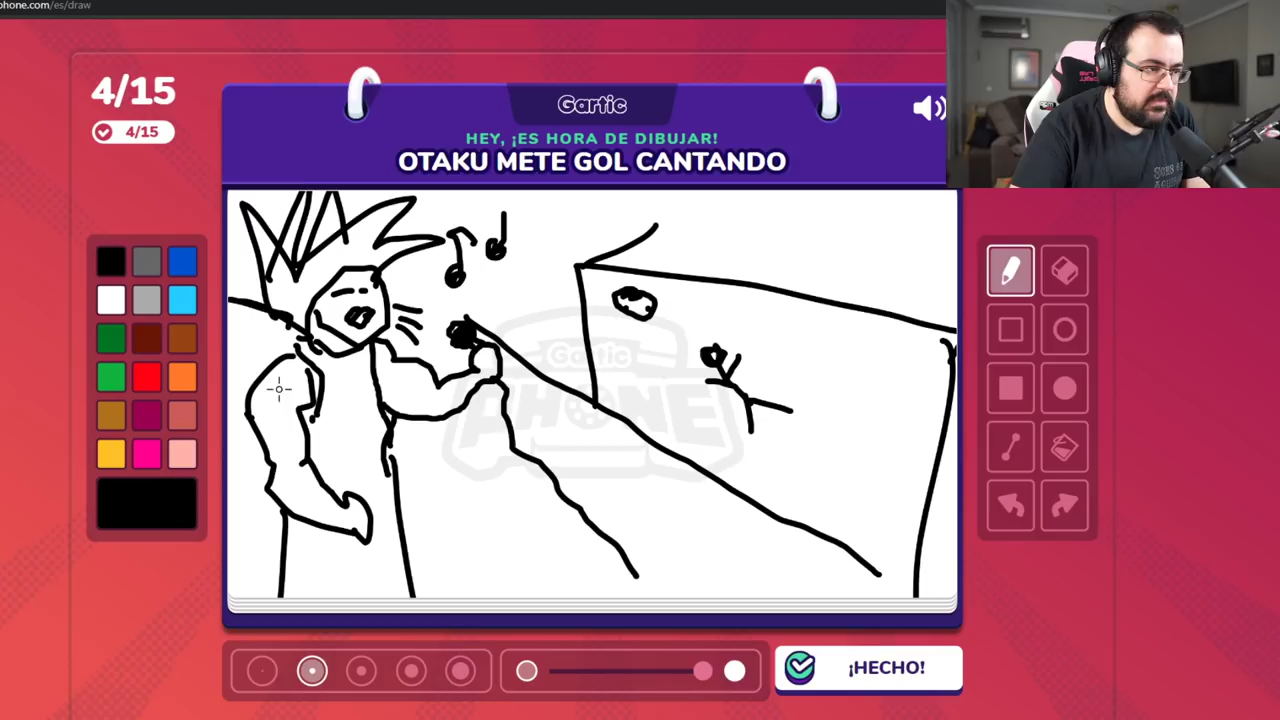 phone.com/es/draw
4/15
4/15
Gartic
HEY, ¡ES HORA DE DIBUJAR!
OTAKU METE GOL CANTANDO
Gartic
PHONE
¡HECHO!